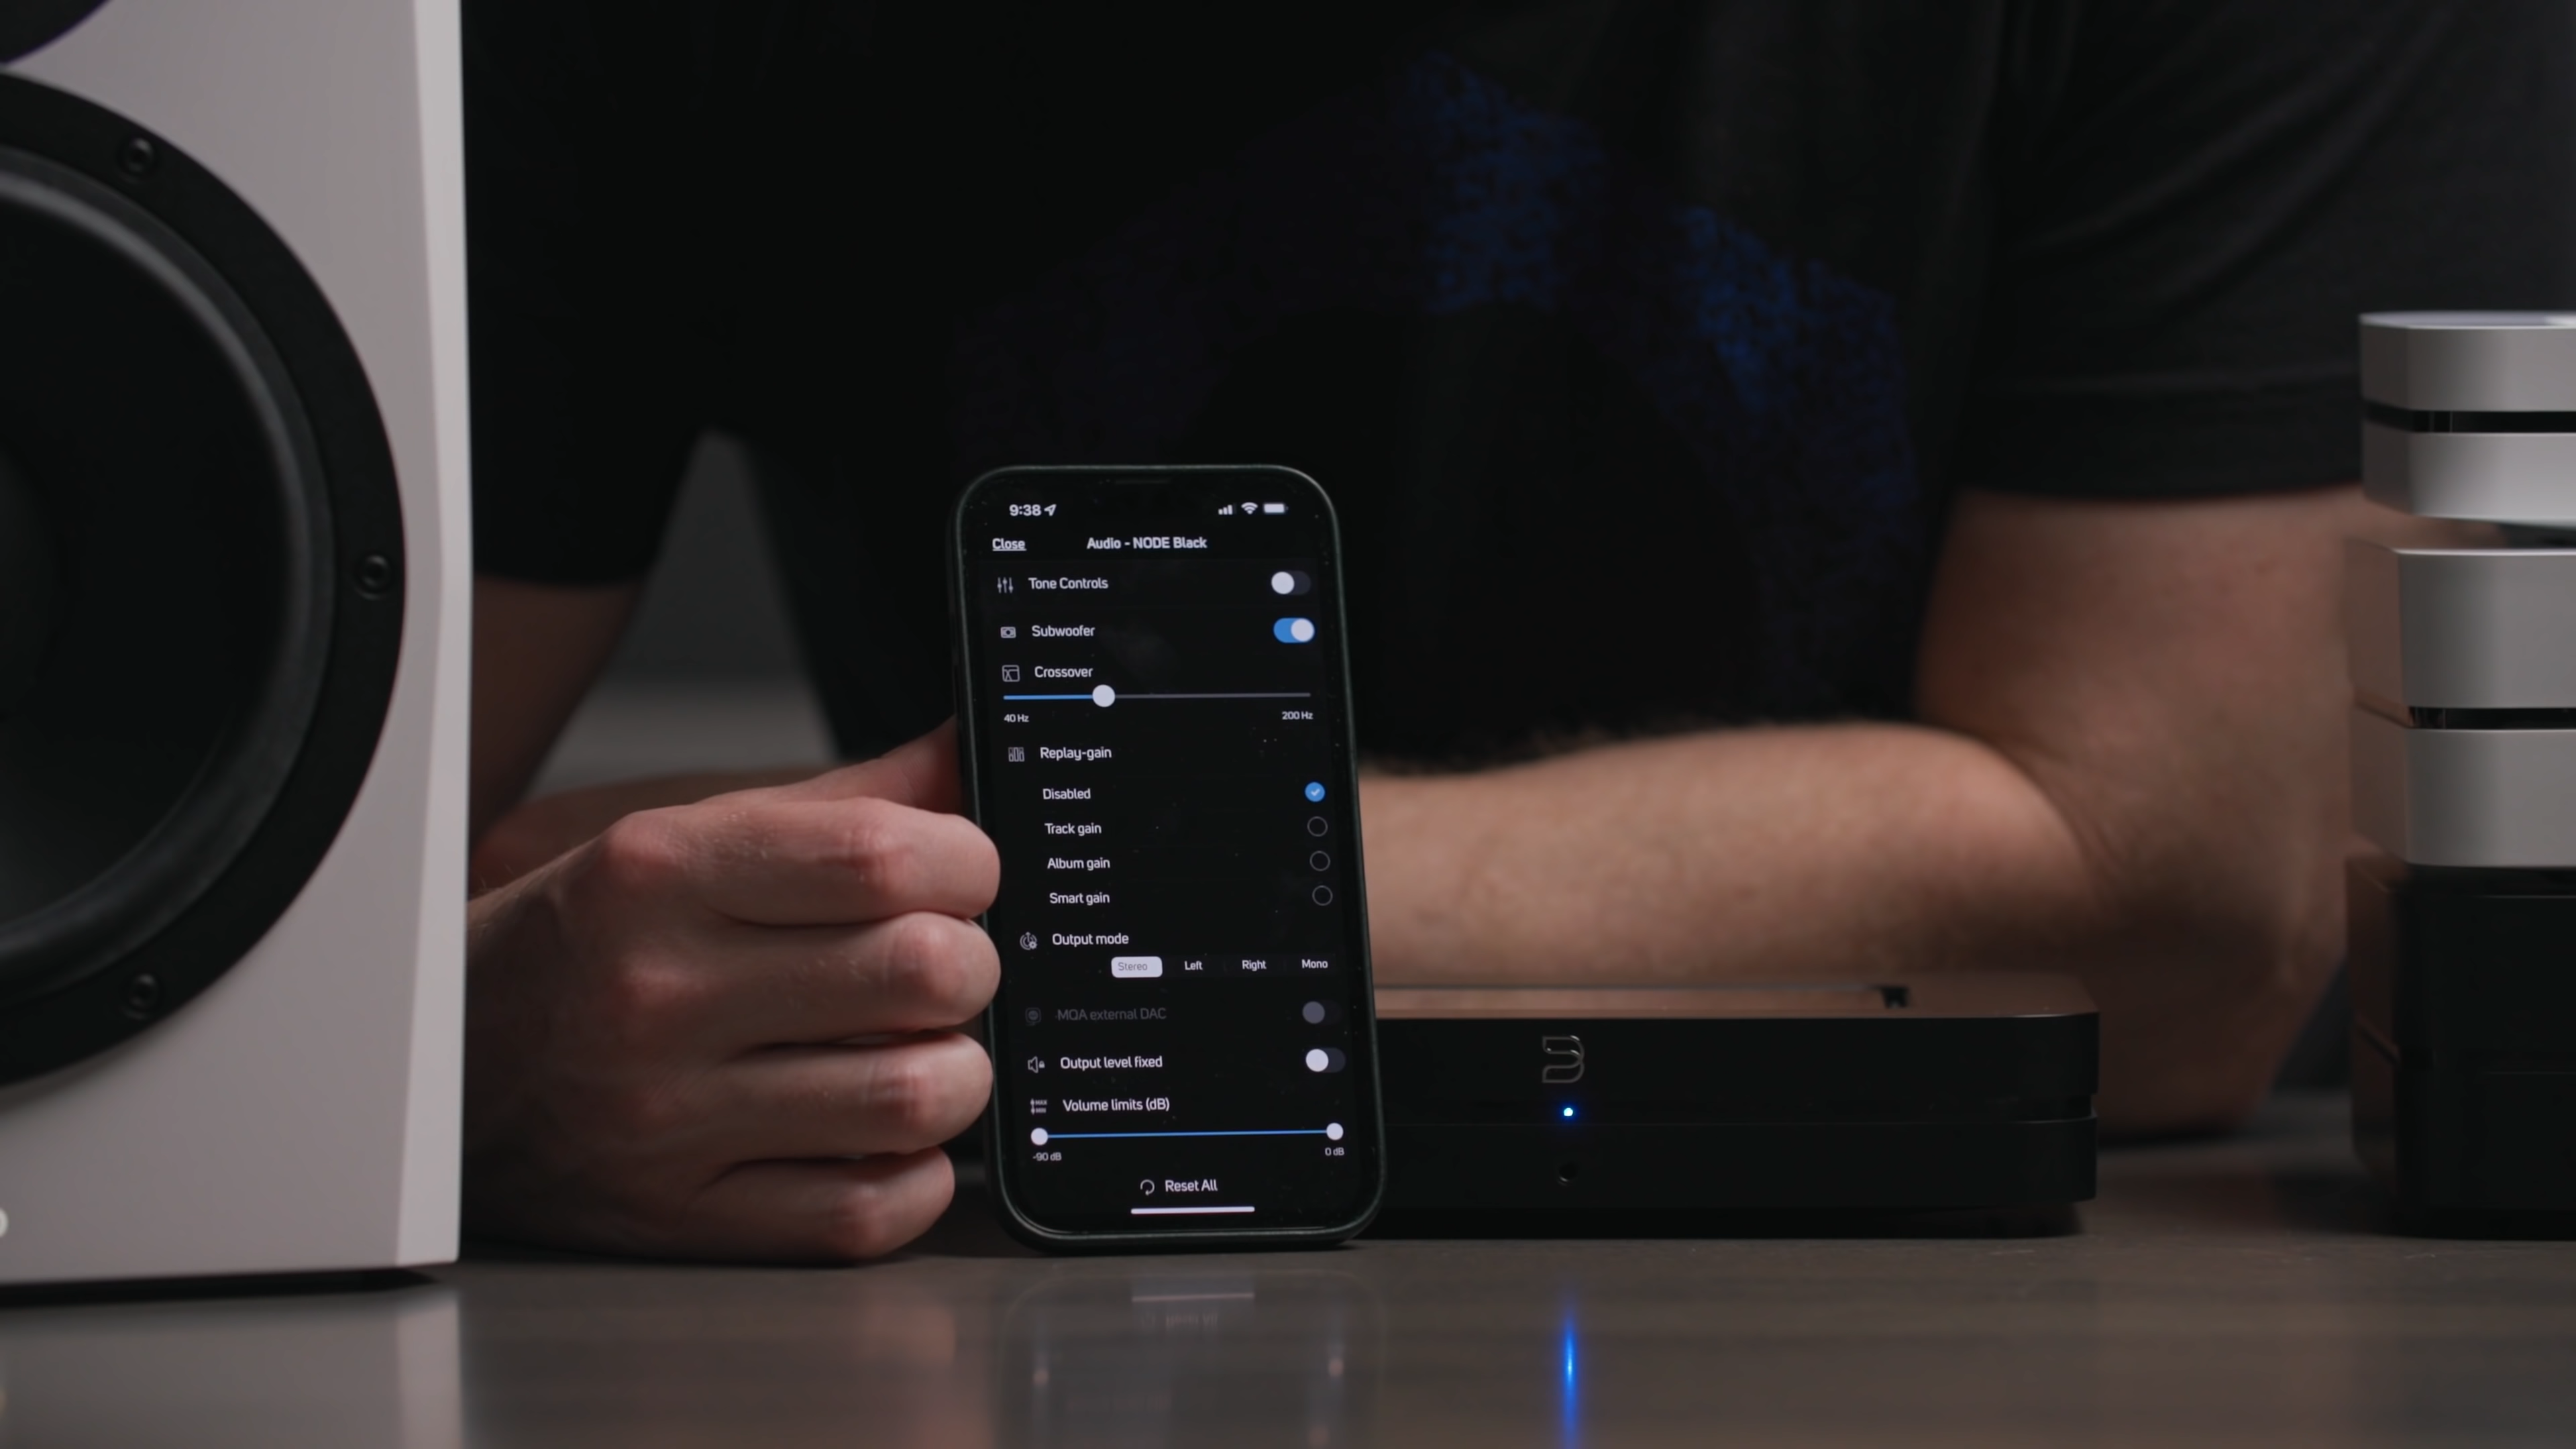 9:38
Close
Audio - NODE Black
Tone Controls
Subwoofer
Crossover
40 Hz
200 Hz
Replay-gain
Disabled
Track gain
Album gain
Smart gain
Output mode
Stereo Left Right Mono
MQA external DAC
Output level fixed
Volume limits (dB)
-90 dB
0 dB
Reset All